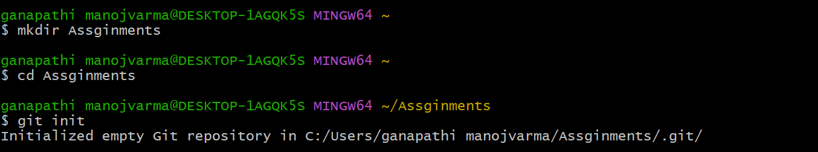 ganapathi manojvarma@DESKTOP-1AGQK5S MINGW64 ~
$ mkdir Assginments
ganapathi manojvarma@DESKTOP-1AGQK5S MINGW64 ~
$ cd Assginments
ganapathi manojvarma@DESKTOP-1AGQK5S MINGW64 ~/Assginments
$ git init
Initialized empty Git repository in C:/Users/ganapathi manojvarma/Assginments/.git/